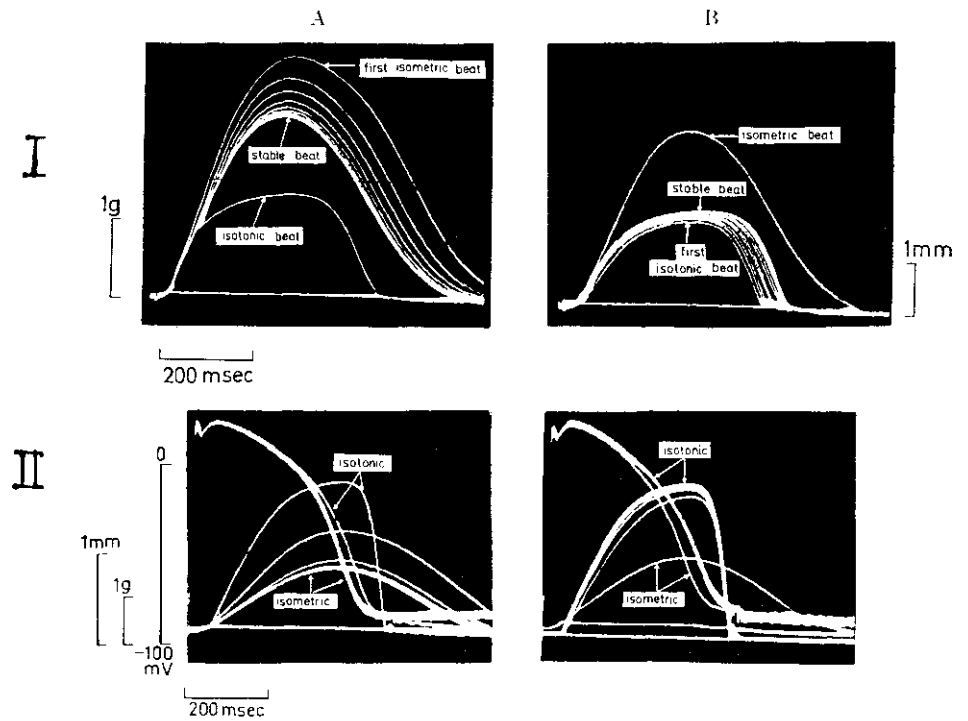 A B
I
first isometric beat
stable beat
isotonic beat
isometric beat
stable beat
first
isotonic beat
1g
1mm
200 msec
II
isotonic
isometric
isotonic
isometric
0
1mm
1g
-100
mV
200 msec